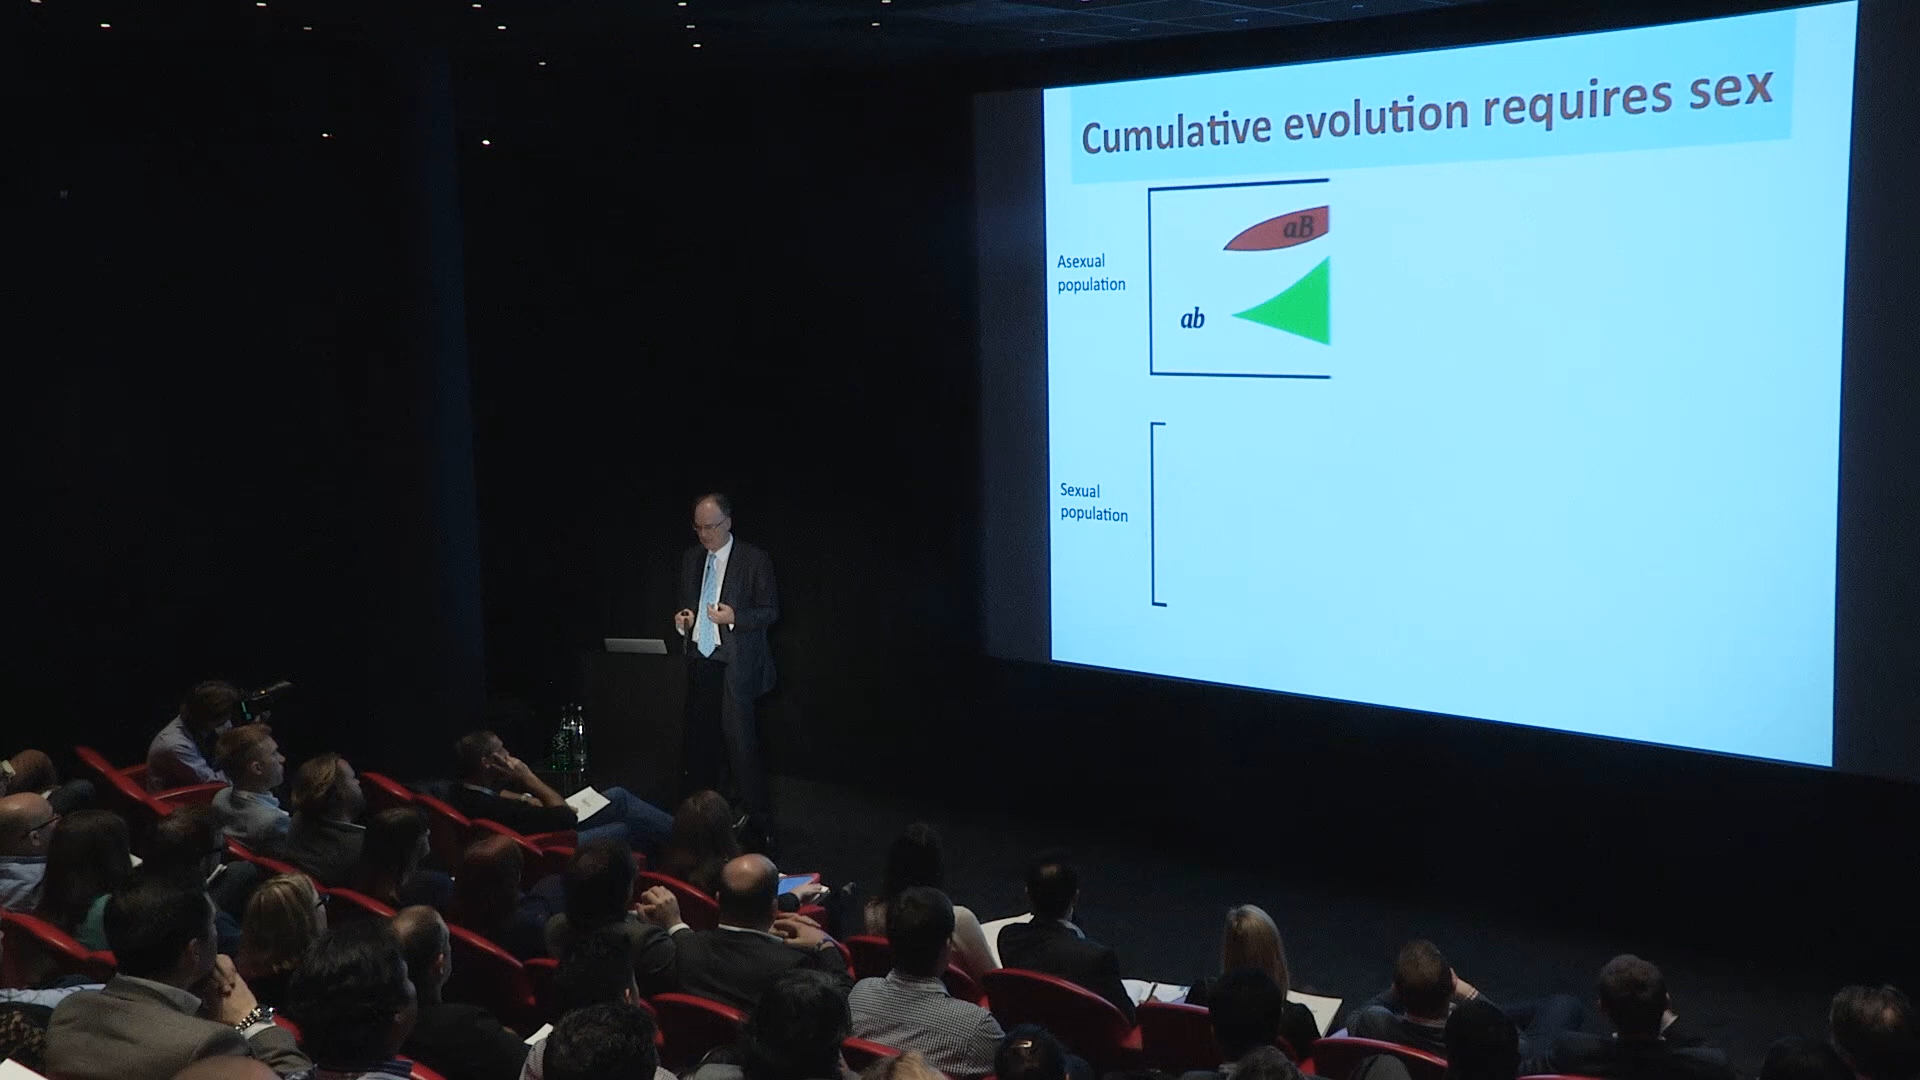 Cumulative evolution requires sex
aB
Asexual
population
ab
Sexual
population